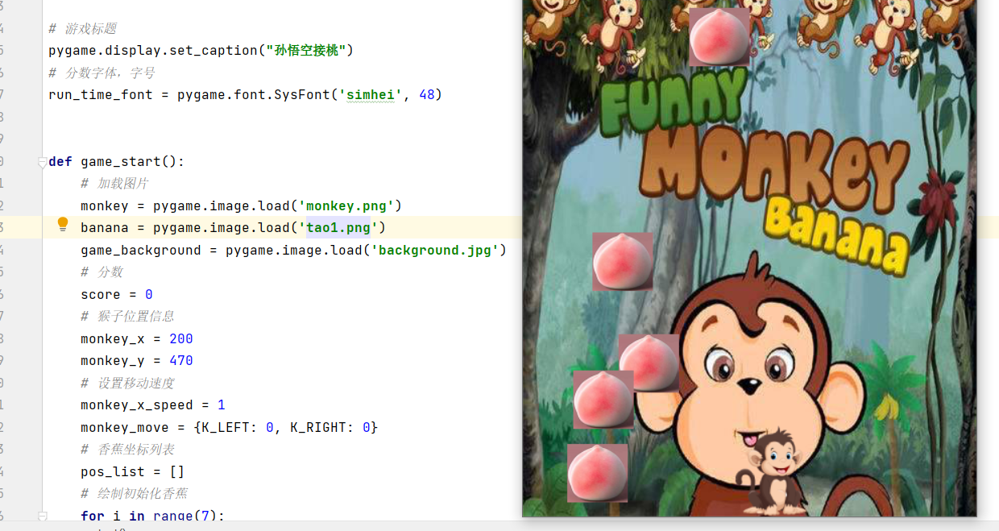 # 游戏标题
pygame.display.set_caption("孙悟空接桃")
# 分数字体，字号
run_time_font = pygame.font.SysFont('simhei', 48)
def game_start():
# 加载图片
monkey = pygame.image.load('monkey.png')
banana = pygame.image.load('tao1.png')
game_background = pygame.image.load('background.jpg')
# 分数
score = 0
# 猴子位置信息
monkey_x = 200
monkey_y = 470
# 设置移动速度
monkey_x_speed = 1
monkey_move = {K_LEFT: 0, K_RIGHT: 0}
# 香蕉坐标列表
pos_list = []
# 绘制初始化香蕉
for i in range(7):
FUNNY
MONKEY
BANANA